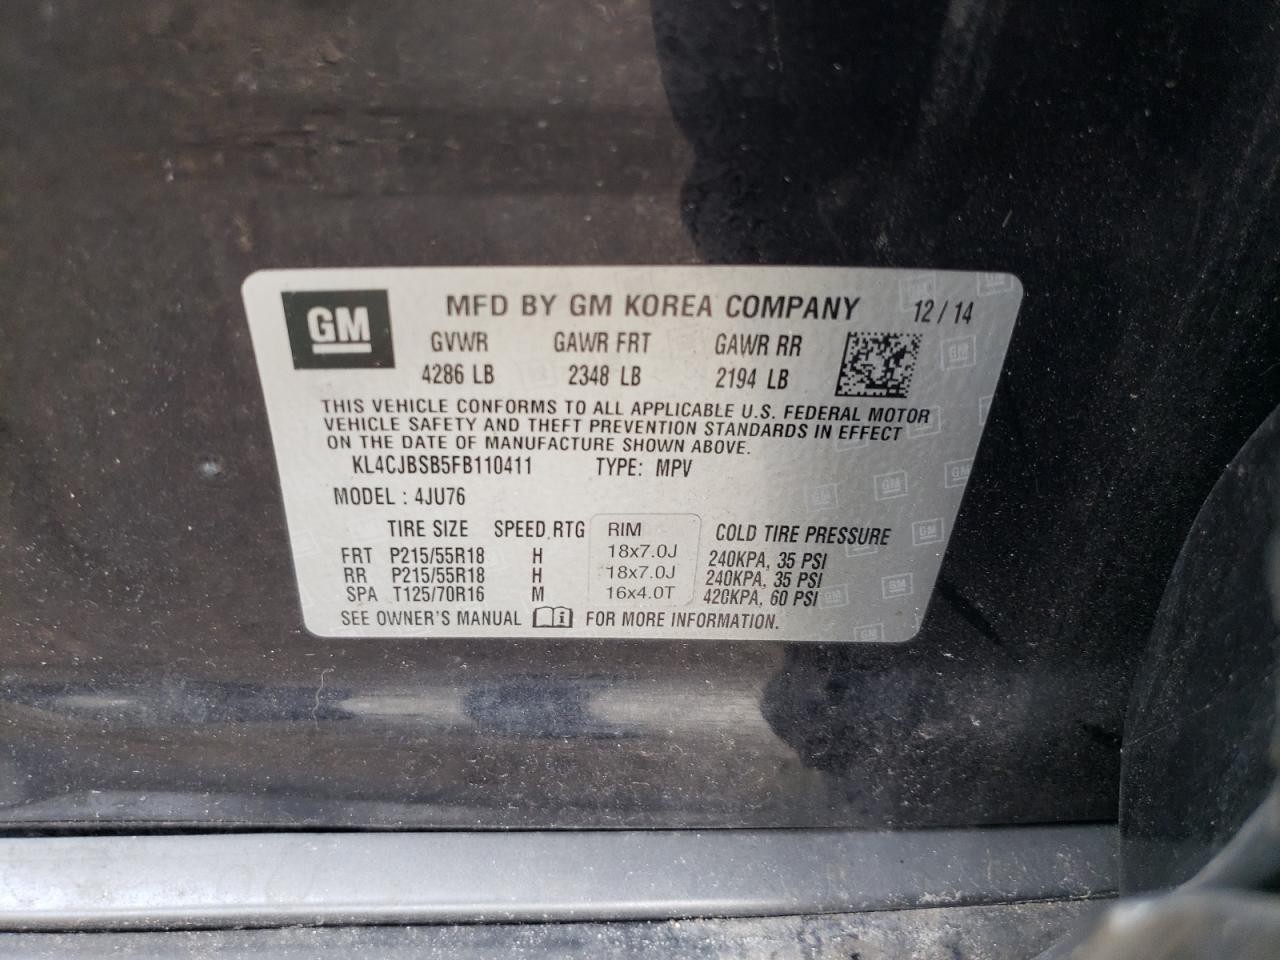 GM MFD BY GM KOREA COMPANY 12 / 14
GVWR GAWR FRT GAWR RR
4286 LB 2348 LB 2194 LB
THIS VEHICLE CONFORMS TO ALL APPLICABLE U.S. FEDERAL MOTOR
VEHICLE SAFETY AND THEFT PREVENTION STANDARDS IN EFFECT
ON THE DATE OF MANUFACTURE SHOWN ABOVE.
KL4CJBSB5FB110411 TYPE: MPV
MODEL : 4JU76
TIRE SIZE SPEED RTG RIM COLD TIRE PRESSURE
FRT P215/55R18 H 18x7.0J 240KPA, 35 PSI
RR P215/55R18 H 18x7.0J 240KPA, 35 PSI
SPA T125/70R16 M 16x4.0T 420KPA, 60 PSI
SEE OWNER'S MANUAL FOR MORE INFORMATION.